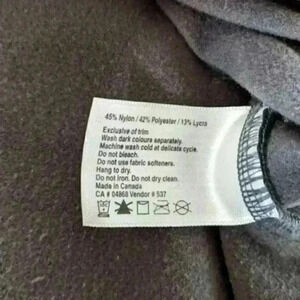 45% Nylon / 42% Polyester / 13% Lycra
Exclusive of trim
Wash dark colours separately.
Machine wash cold at delicate cycle.
Do not bleach.
Do not use fabric softeners.
Hang to dry.
Do not iron. Do not dry clean.
Made in Canada
CA # 04868 Vendor # 537